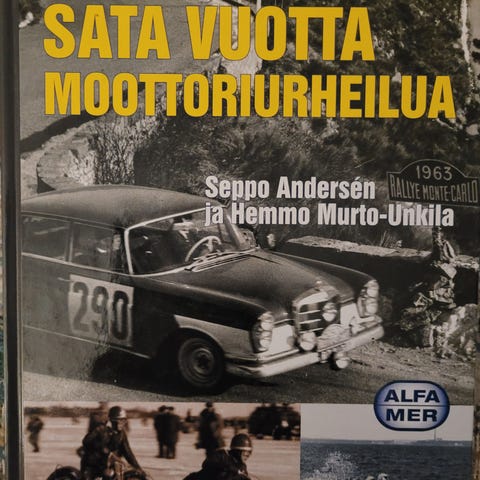 SATA VUOTTA
MOOTTORIURHEILUA
Seppo Andersén
ja Hemmo Murto-Unkila
1963
RALLYE MONTE-CARLO
290
ALFA
MER